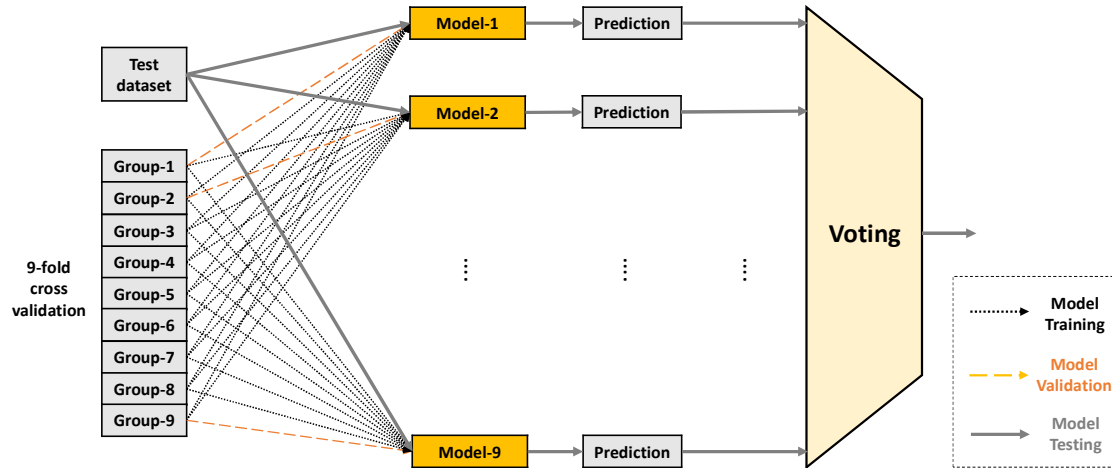 Test
dataset
Group-1
Group-2
Group-3
Group-4
Group-5
Group-6
Group-7
Group-8
Group-9
9-fold
cross
validation
Model-1
Prediction
Model-2
Prediction
Model-9
Prediction
Voting
Model
Training
Model
Validation
Model
Testing